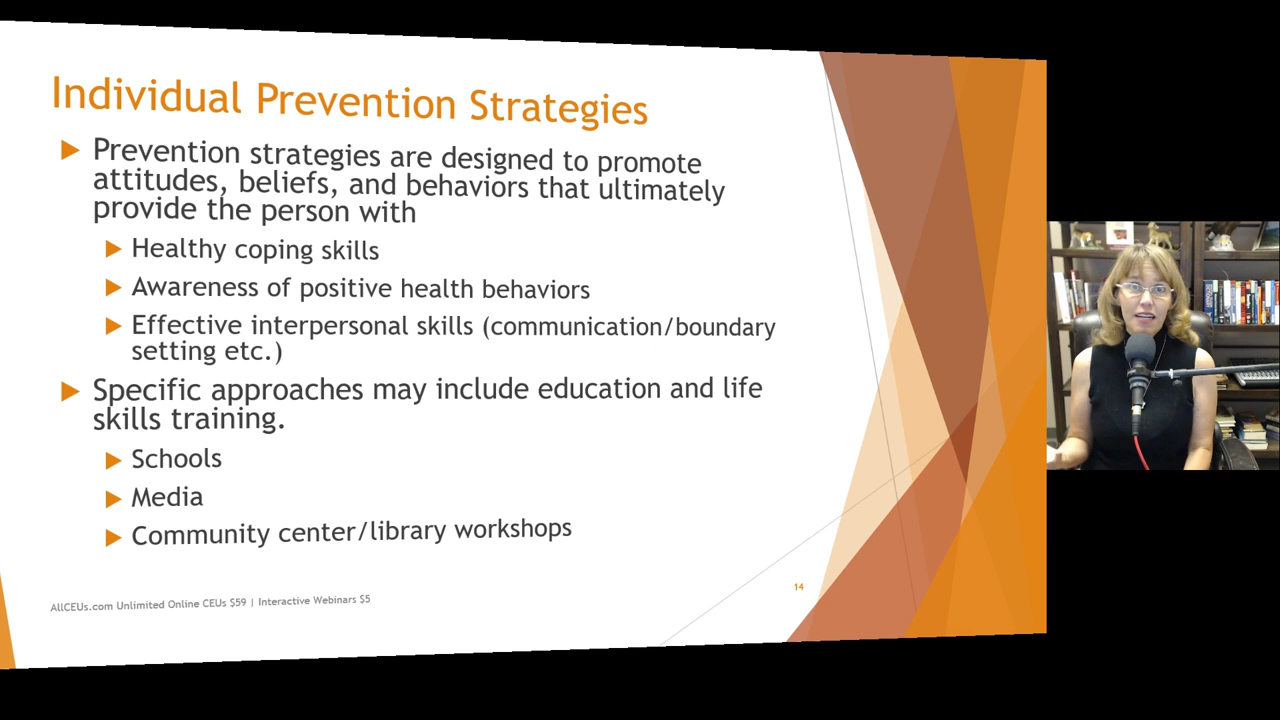 Individual Prevention Strategies
Prevention strategies are designed to promote
attitudes, beliefs, and behaviors that ultimately
provide the person with
Healthy coping skills
Awareness of positive health behaviors
Effective interpersonal skills (communication/boundary
setting etc.)
Specific approaches may include education and life
skills training.
Schools
Media
Community center/library workshops
14
AllCEUs.com Unlimited Online CEUs $59 | Interactive Webinars $5